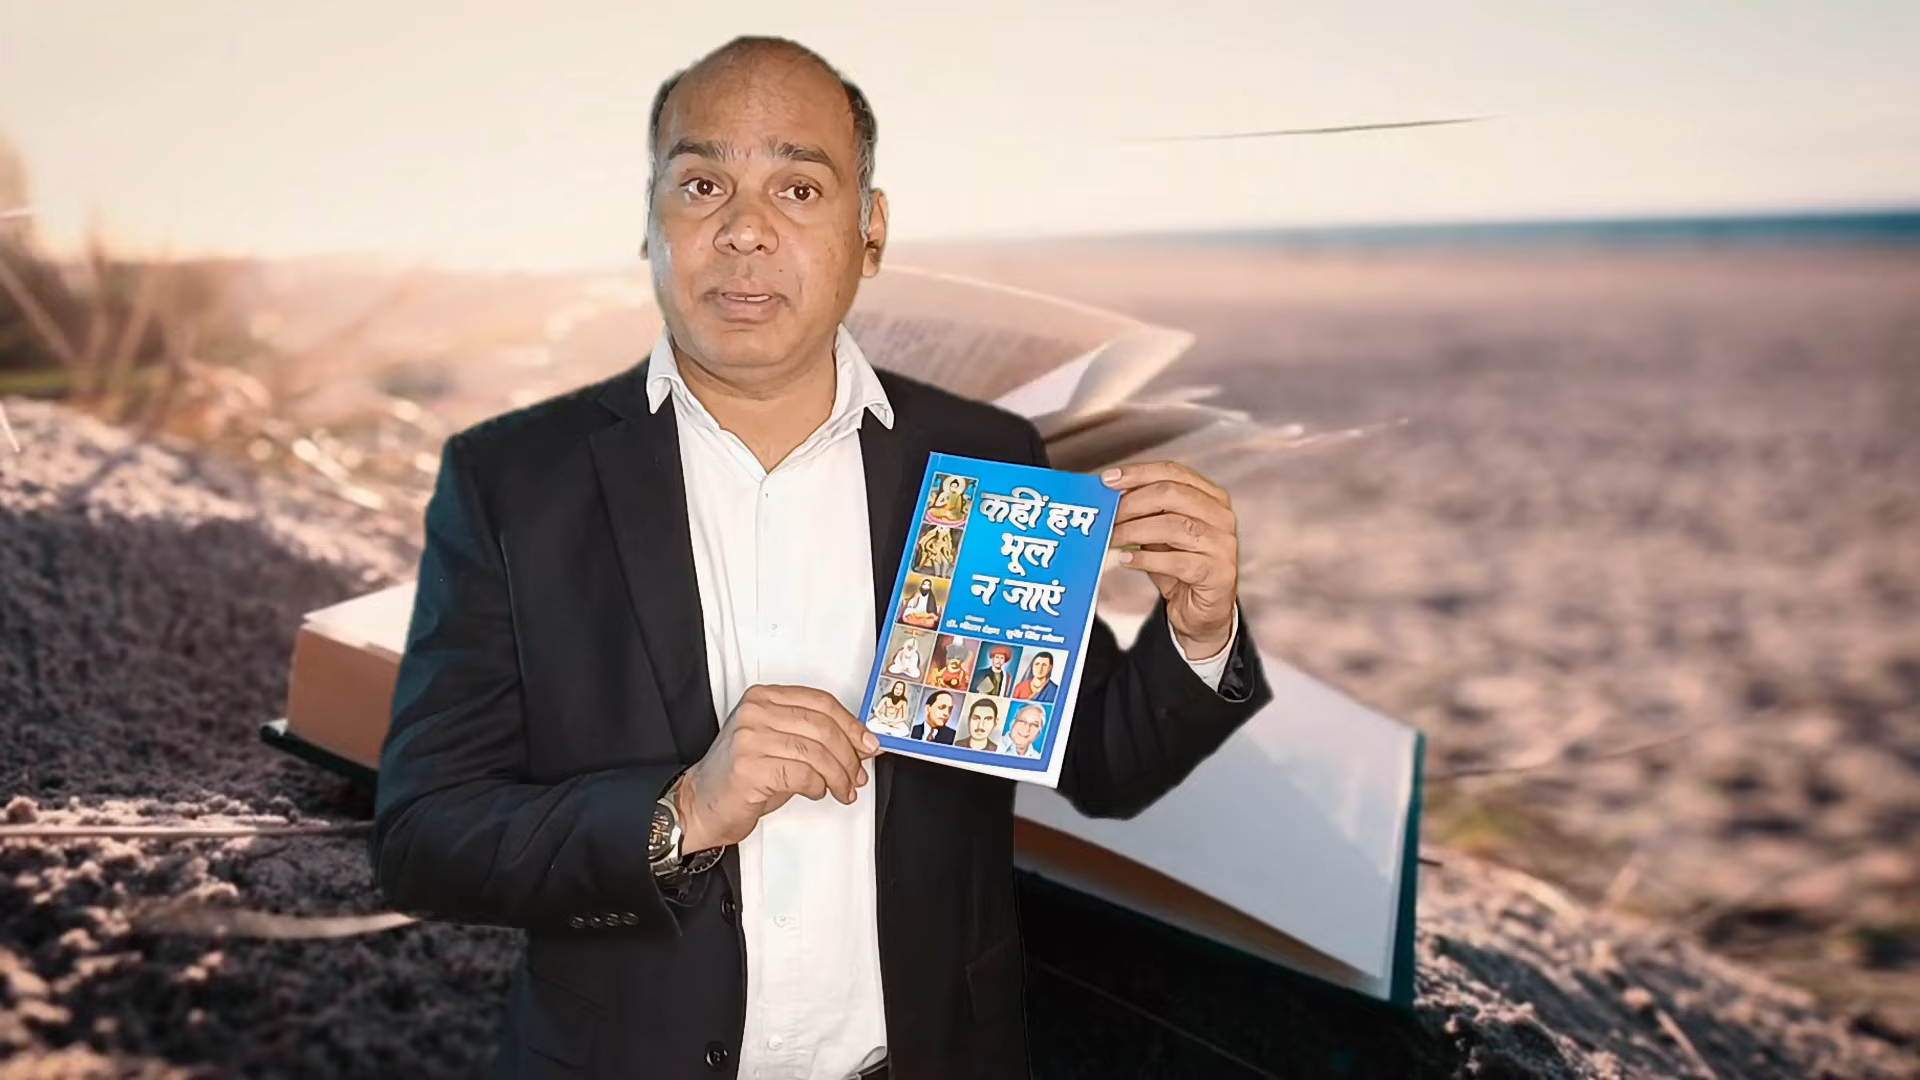 कहीं हम
भूल
न जाएं
डॉ.
सिंह